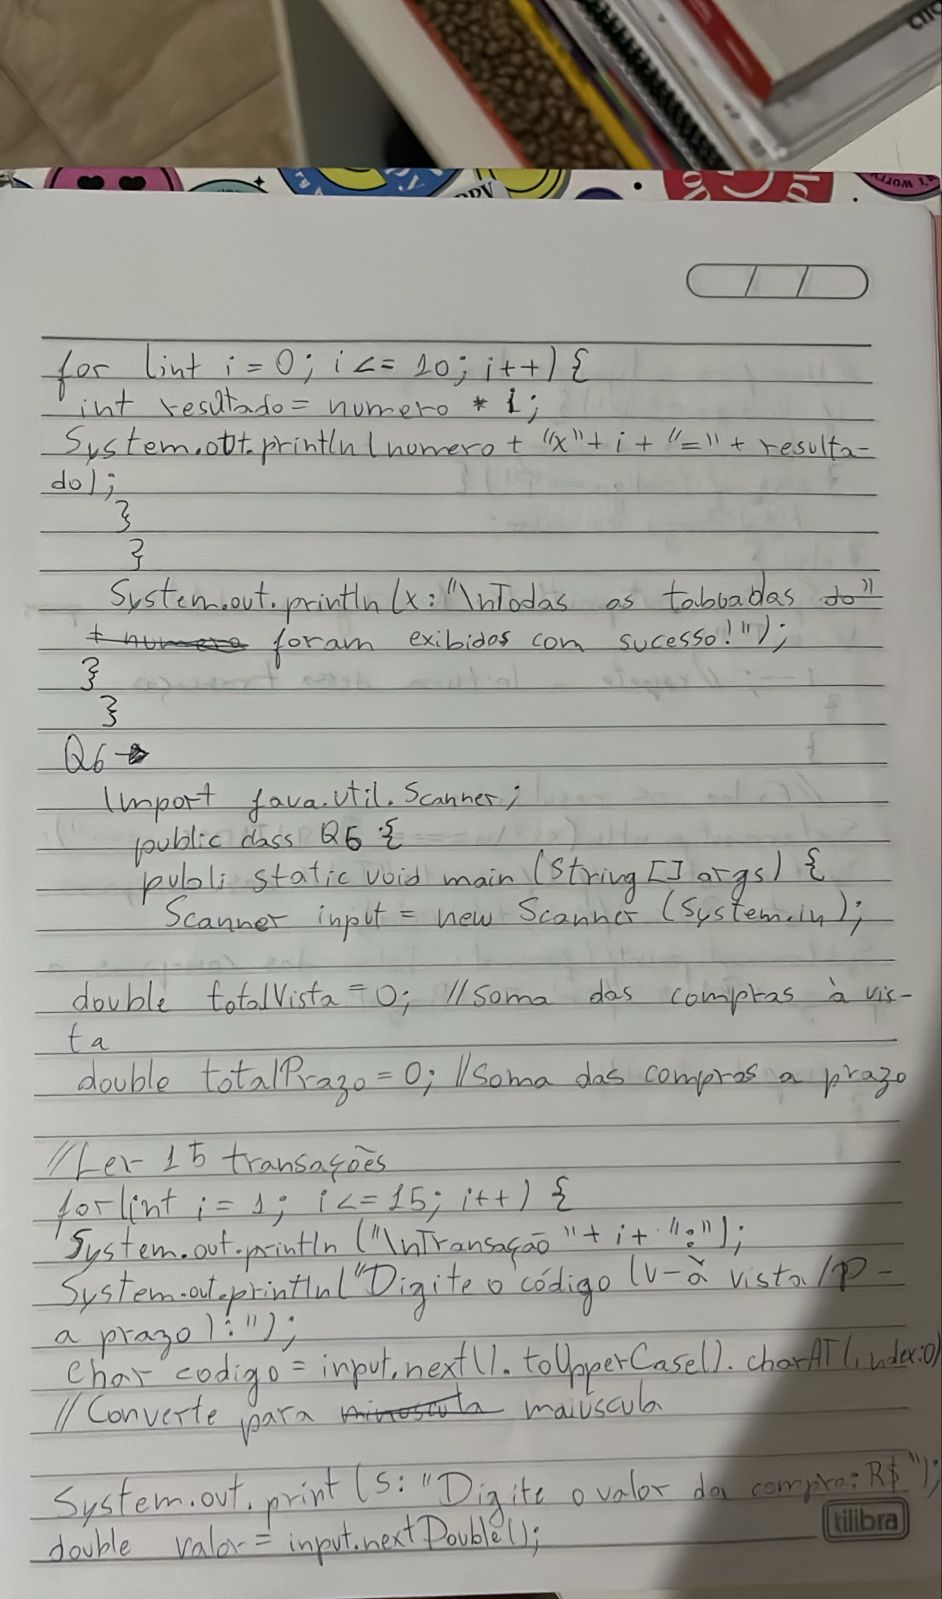 for (int i = 0; i <= 10; i++) {
int resultado = numero * i;
System.out.println(numero + "x" + i + "=" + resulta-
do);
}
}
System.out.println(x: "\nTodas as tabuadas do"
+ numero foram exibidos com sucesso!");
}
}
Q6 →
Import java.util.Scanner;
public class Q6 {
publi static void main (String [] args) {
Scanner input = new Scanner (System.in);
double totalVista = 0; //soma das compras à vis-
ta
double totalPrazo = 0; //soma das compras a prazo
//Ler 15 transações
for(int i = 1; i <= 15; i++) {
System.out.println ("\nTransação " + i + ":");
System.out.println("Digite o código (v-à vista/P-
a prazo):");
Char codigo = input.next().toUpperCase().charAT(index:0)
//Converte para minuscula maiúscula
System.out.print (s: "Digite o valor da compra: R$ ");
double valor = input.nextDouble();
tilibra